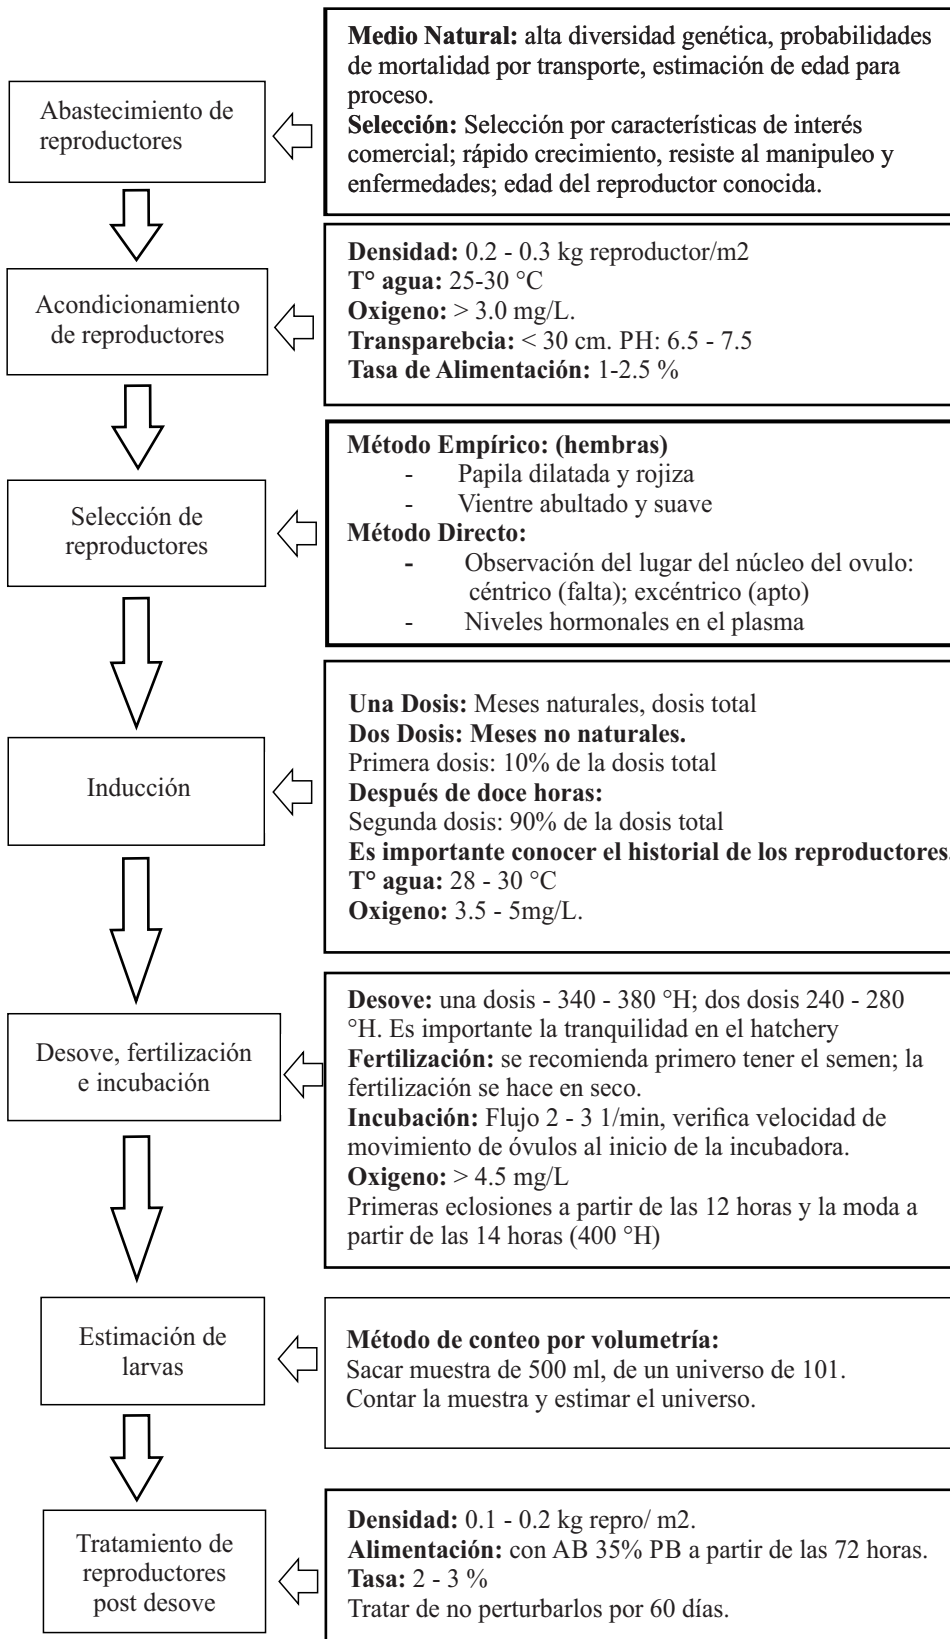 Abastecimiento de
reproductores
Medio Natural: alta diversidad genética, probabilidades
de mortalidad por transporte, estimación de edad para
proceso.
Selección: Selección por características de interés
comercial; rápido crecimiento, resiste al manipuleo y
enfermedades; edad del reproductor conocida.
Acondicionamiento
de reproductores
Densidad: 0.2 - 0.3 kg reproductor/m2
T° agua: 25-30 °C
Oxigeno: > 3.0 mg/L.
Transparebcia: < 30 cm. PH: 6.5 - 7.5
Tasa de Alimentación: 1-2.5 %
Selección de
reproductores
Método Empírico: (hembras)
- Papila dilatada y rojiza
- Vientre abultado y suave
Método Directo:
- Observación del lugar del núcleo del ovulo:
céntrico (falta); excéntrico (apto)
- Niveles hormonales en el plasma
Inducción
Una Dosis: Meses naturales, dosis total
Dos Dosis: Meses no naturales.
Primera dosis: 10% de la dosis total
Después de doce horas:
Segunda dosis: 90% de la dosis total
Es importante conocer el historial de los reproductores.
T° agua: 28 - 30 °C
Oxigeno: 3.5 - 5mg/L.
Desove, fertilización
e incubación
Desove: una dosis - 340 - 380 °H; dos dosis 240 - 280
°H. Es importante la tranquilidad en el hatchery
Fertilización: se recomienda primero tener el semen; la
fertilización se hace en seco.
Incubación: Flujo 2 - 3 1/min, verifica velocidad de
movimiento de óvulos al inicio de la incubadora.
Oxigeno: > 4.5 mg/L
Primeras eclosiones a partir de las 12 horas y la moda a
partir de las 14 horas (400 °H)
Estimación de
larvas
Método de conteo por volumetría:
Sacar muestra de 500 ml, de un universo de 101.
Contar la muestra y estimar el universo.
Tratamiento de
reproductores
post desove
Densidad: 0.1 - 0.2 kg repro/ m2.
Alimentación: con AB 35% PB a partir de las 72 horas.
Tasa: 2 - 3 %
Tratar de no perturbarlos por 60 días.